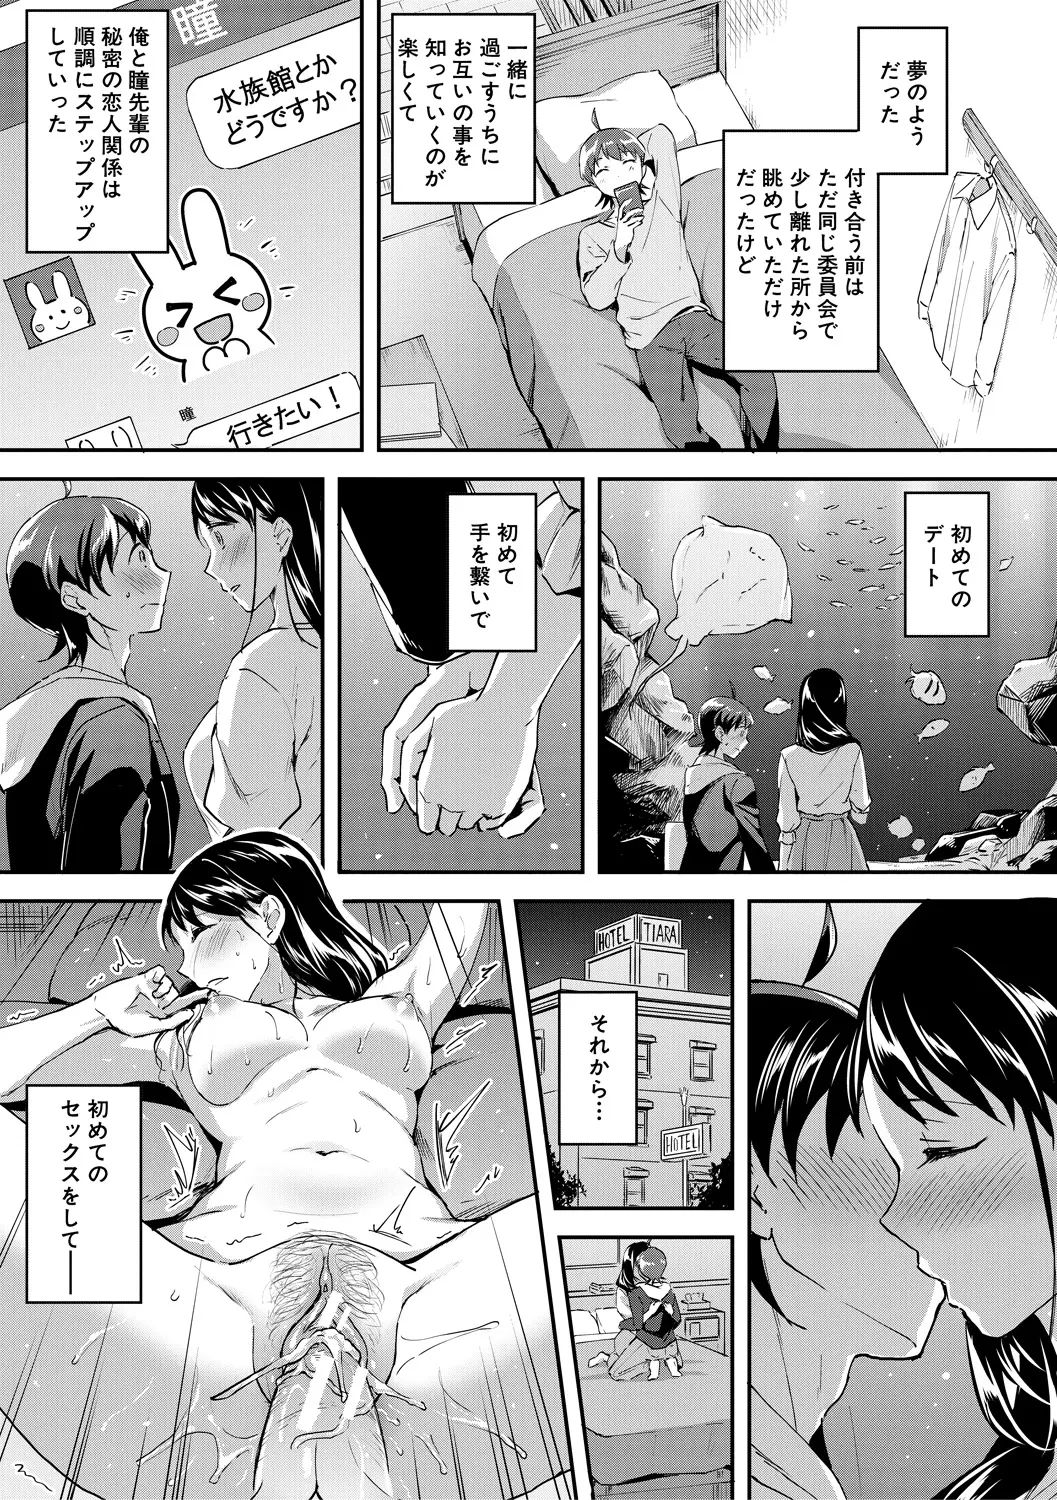 夢のよう
だった
付き合う前は
ただ同じ委員会で
少し離れた所から
眺めていただけ
だったけど
一緒に
過ごすうちに
お互いの事を
知っていくのが
楽しくて
瞳
水族館とか
どうですか?
瞳
行きたい!
俺と瞳先輩の
秘密の恋人関係は
順調にステップアップ
していった
初めての
デート
初めて
手を繋いで
HOTEL TIARA
HOTEL
それから…
初めての
セックスをして――